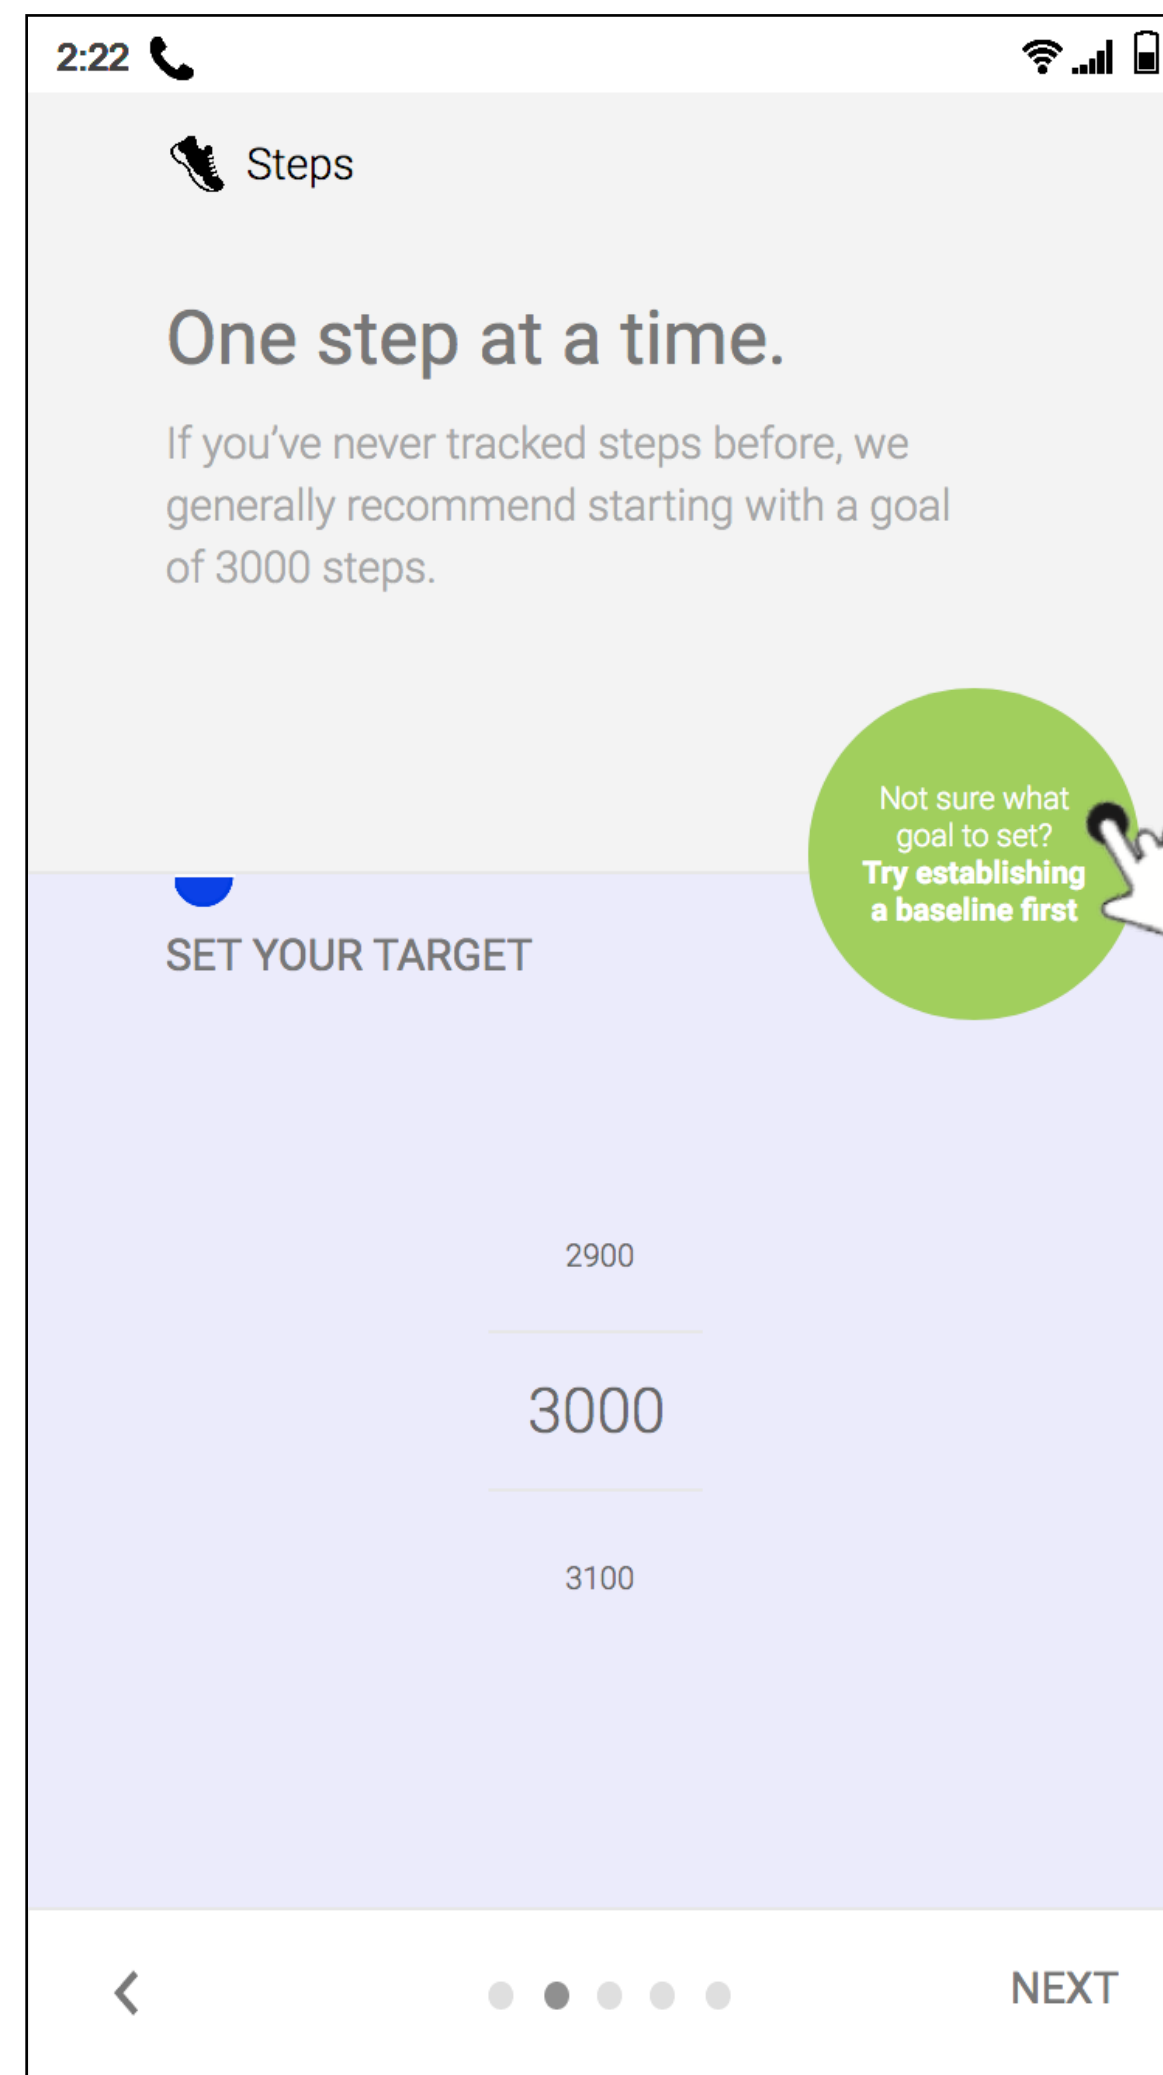 2:22
Steps
One step at a time.
If you’ve never tracked steps before, we
generally recommend starting with a goal
of 3000 steps.
Not sure what
goal to set?
Try establishing
a baseline first
SET YOUR TARGET
2900
3000
3100
NEXT